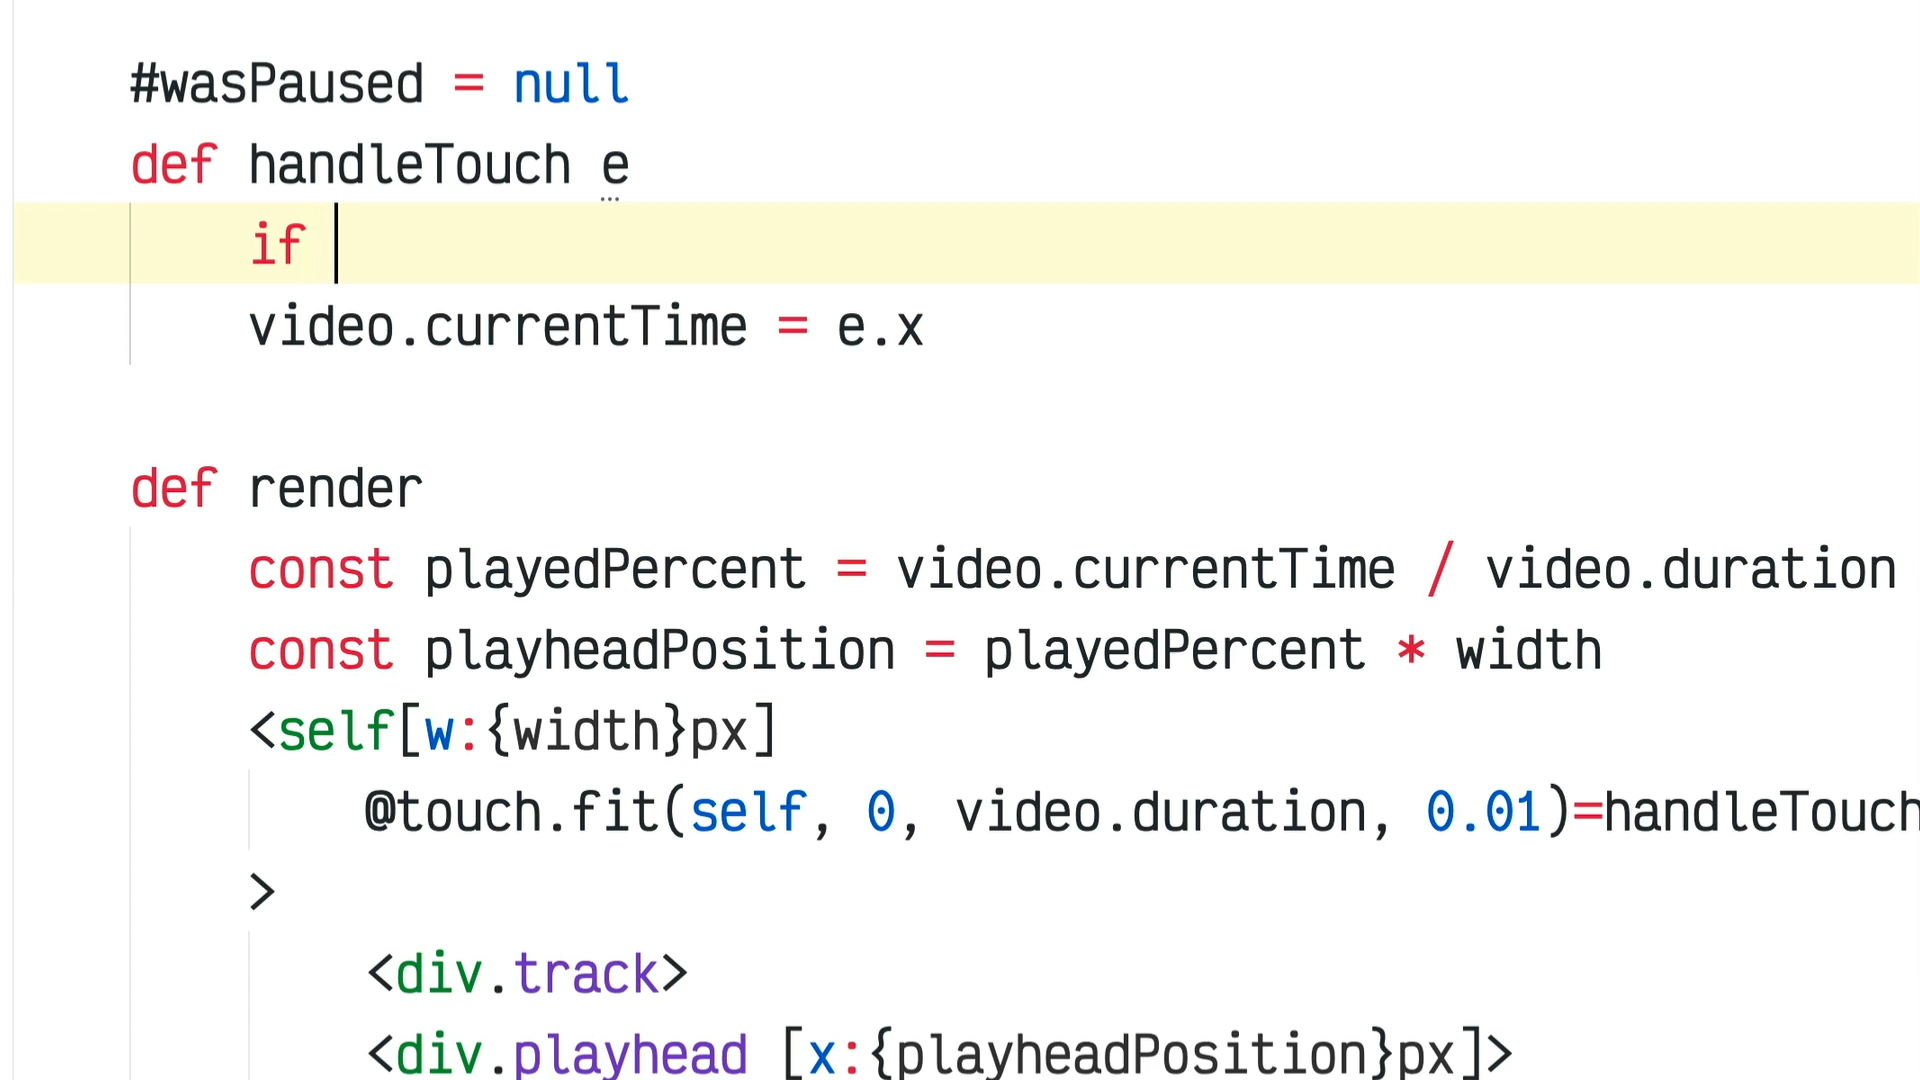 #wasPaused = null
def handleTouch e
if
video.currentTime = e.x
def render
const playedPercent = video.currentTime / video.duration
const playheadPosition = playedPercent * width
<self[w:{width}px]
@touch.fit(self, 0, video.duration, 0.01)=handleTouch
>
<div.track>
<div.playhead [x:{playheadPosition}px]>